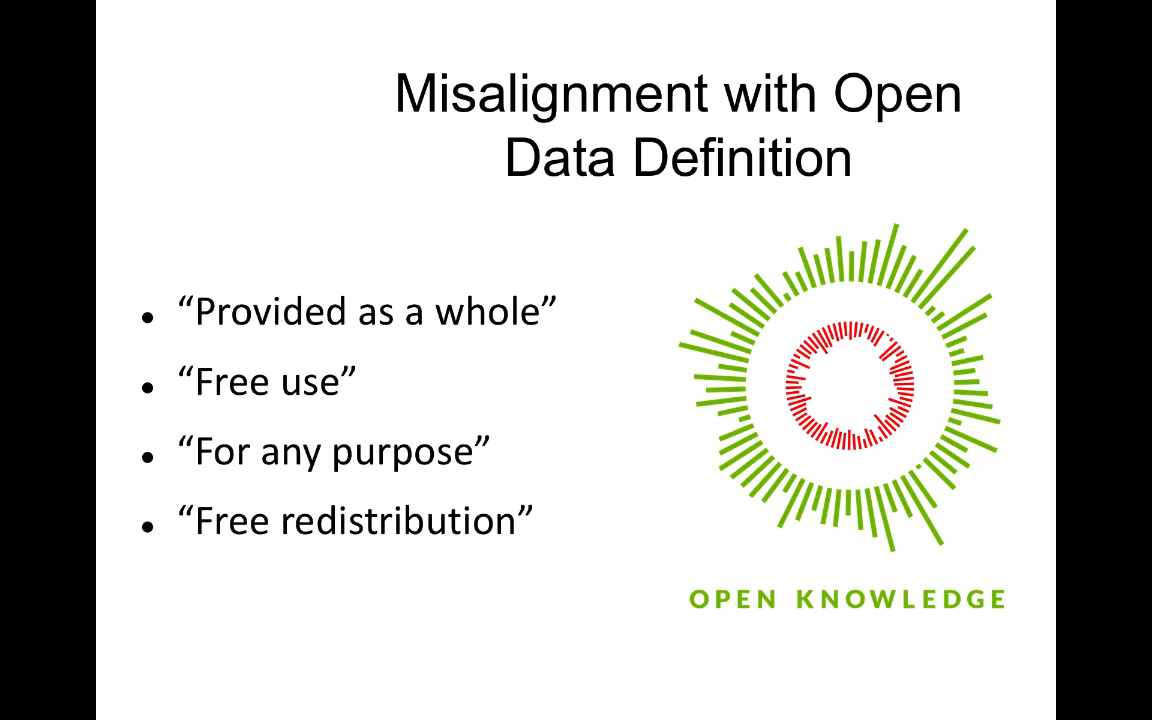 Misalignment with Open
Data Definition
• “Provided as a whole”
• “Free use”
• “For any purpose”
• “Free redistribution”
OPEN KNOWLEDGE